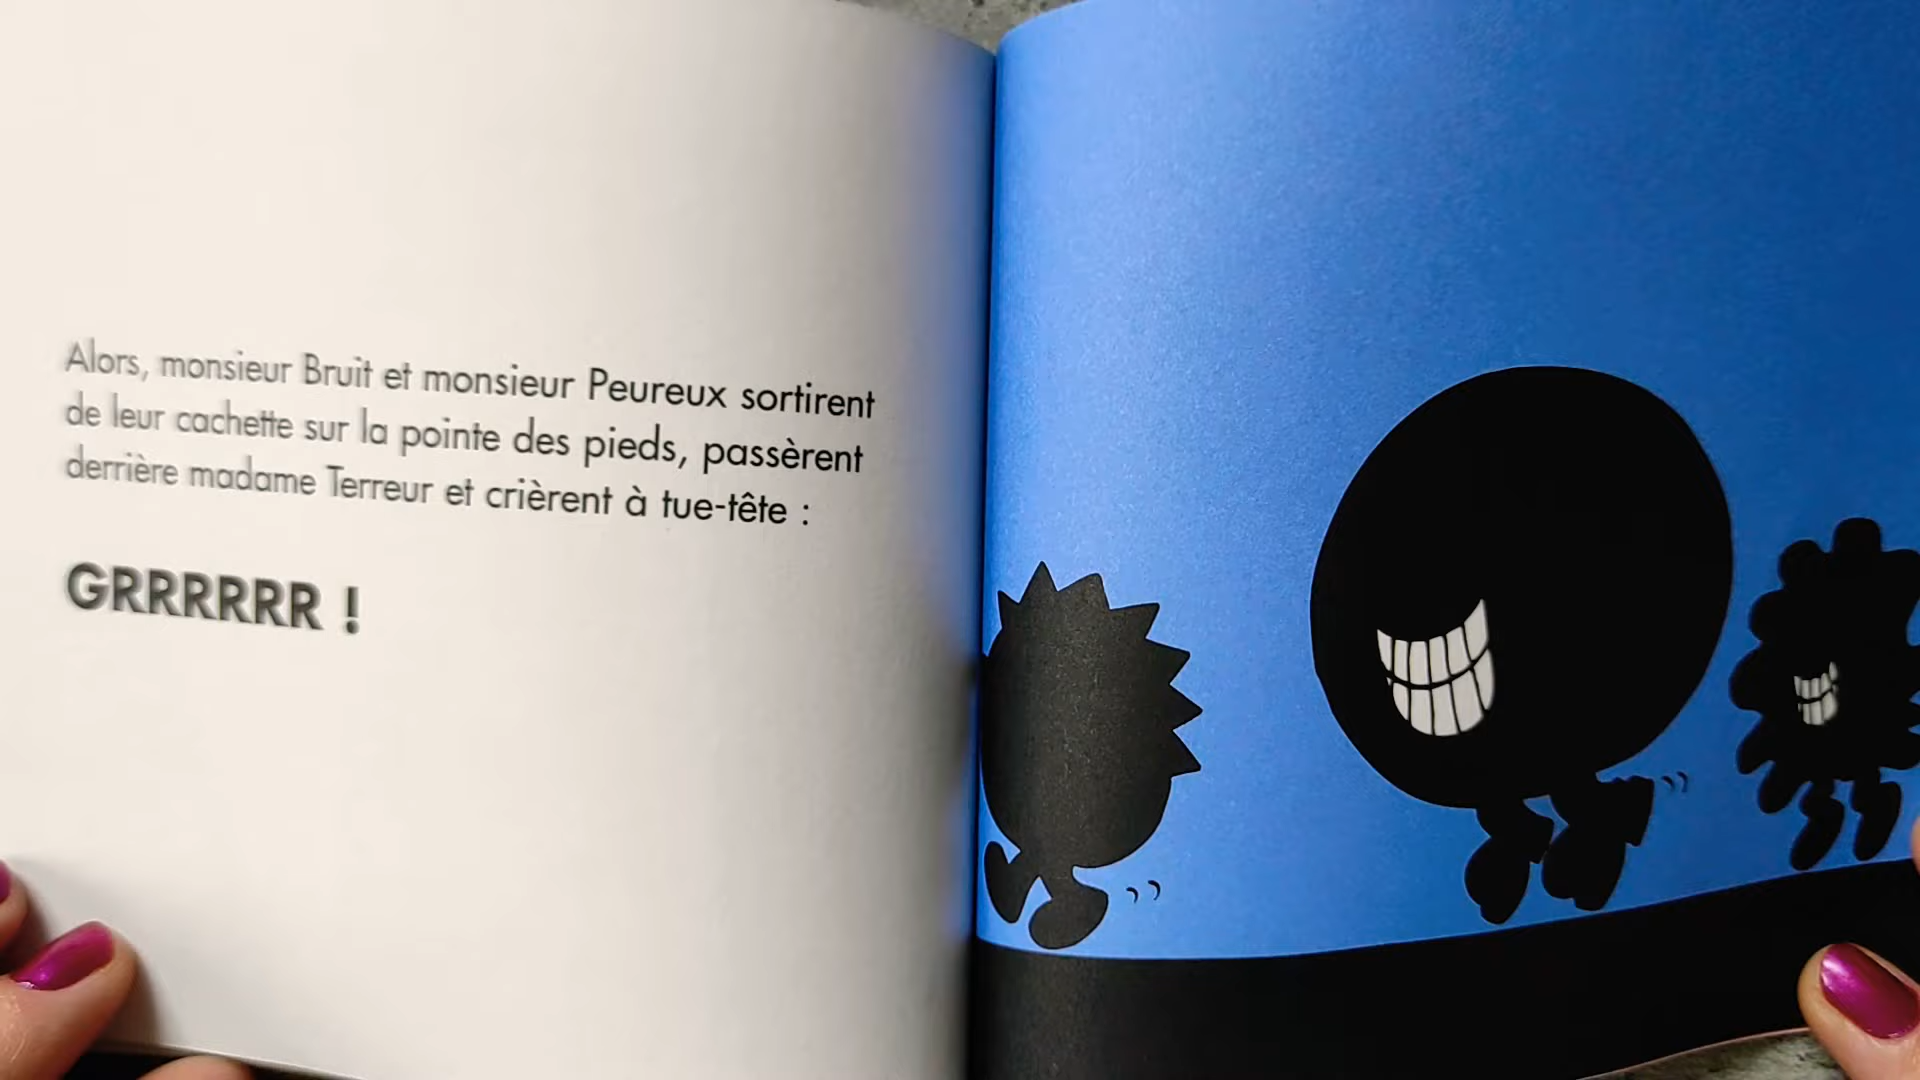 Alors, monsieur Bruit et monsieur Peureux sortirent
de leur cachette sur la pointe des pieds, passèrent
derrière madame Terreur et crièrent à tue-tête :
GRRRRRR !